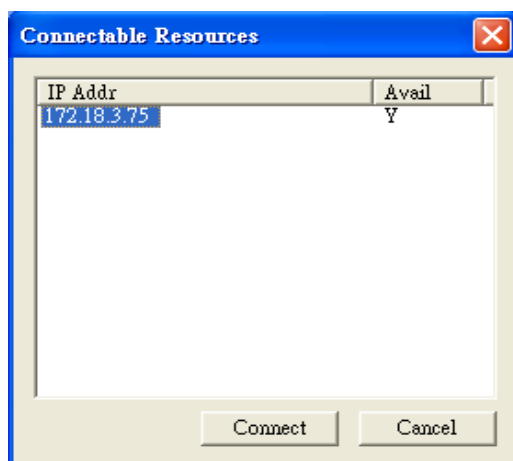 Connectable Resources
IP Addr Avail
172.18.3.75 Y
Connect Cancel